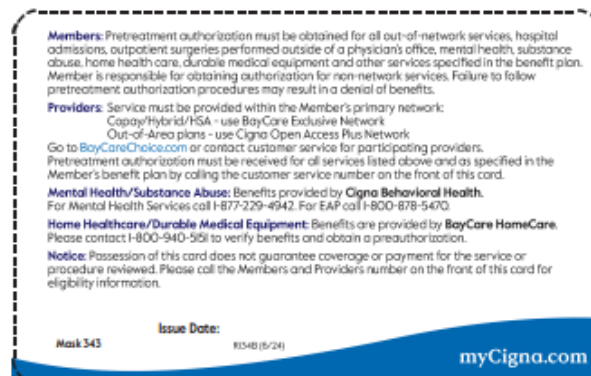 Members: Pretreatment authorization must be obtained for all out-of-network services, hospital
admissions, outpatient surgeries performed outside of a physician's office, mental health, substance
abuse, home health care, durable medical equipment and other services specified in the benefit plan.
Member is responsible for obtaining authorization for non-network services. Failure to follow
pretreatment authorization procedures may result in a denial of benefits.
Providers: Service must be provided within the Member's primary network:
Copay/Hybrid/HSA - use BayCare Exclusive Network
Out-of-Area plans - use Cigna Open Access Plus Network
Go to BayCareChoice.com or contact customer service for participating providers.
Pretreatment authorization must be received for all services listed above and as specified in the
Member's benefit plan by calling the customer service number on the front of this card.
Mental Health/Substance Abuse: Benefits provided by Cigna Behavioral Health.
For Mental Health Services call 1-877-229-4942. For EAP call 1-800-878-5470.
Home Healthcare/Durable Medical Equipment: Benefits are provided by BayCare HomeCare.
Please contact 1-800-940-5151 to verify benefits and obtain a preauthorization.
Notice: Possession of this card does not guarantee coverage or payment for the service or
procedure reviewed. Please call the Members and Providers number on the front of this card for
eligibility information.
Issue Date:
Mask 343
R154B (6/24)
myCigna.com